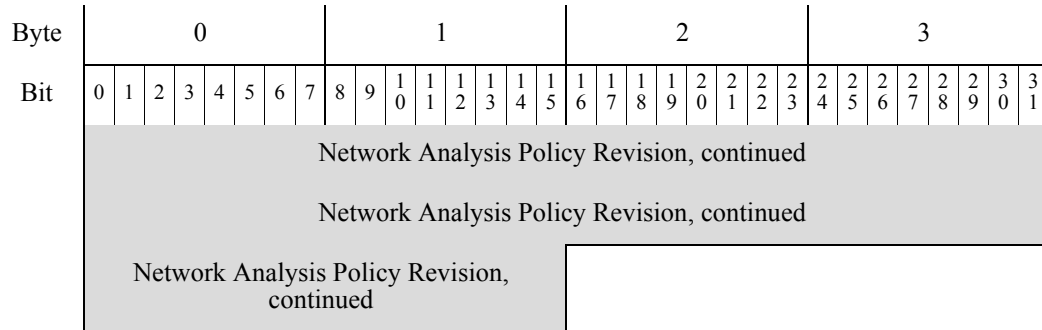 Byte 0 1 2 3
Bit 0 1 2 3 4 5 6 7 8 9 10 11 12 13 14 15 16 17 18 19 20 21 22 23 24 25 26 27 28 29 30 31
Network Analysis Policy Revision, continued
Network Analysis Policy Revision, continued
Network Analysis Policy Revision,
continued